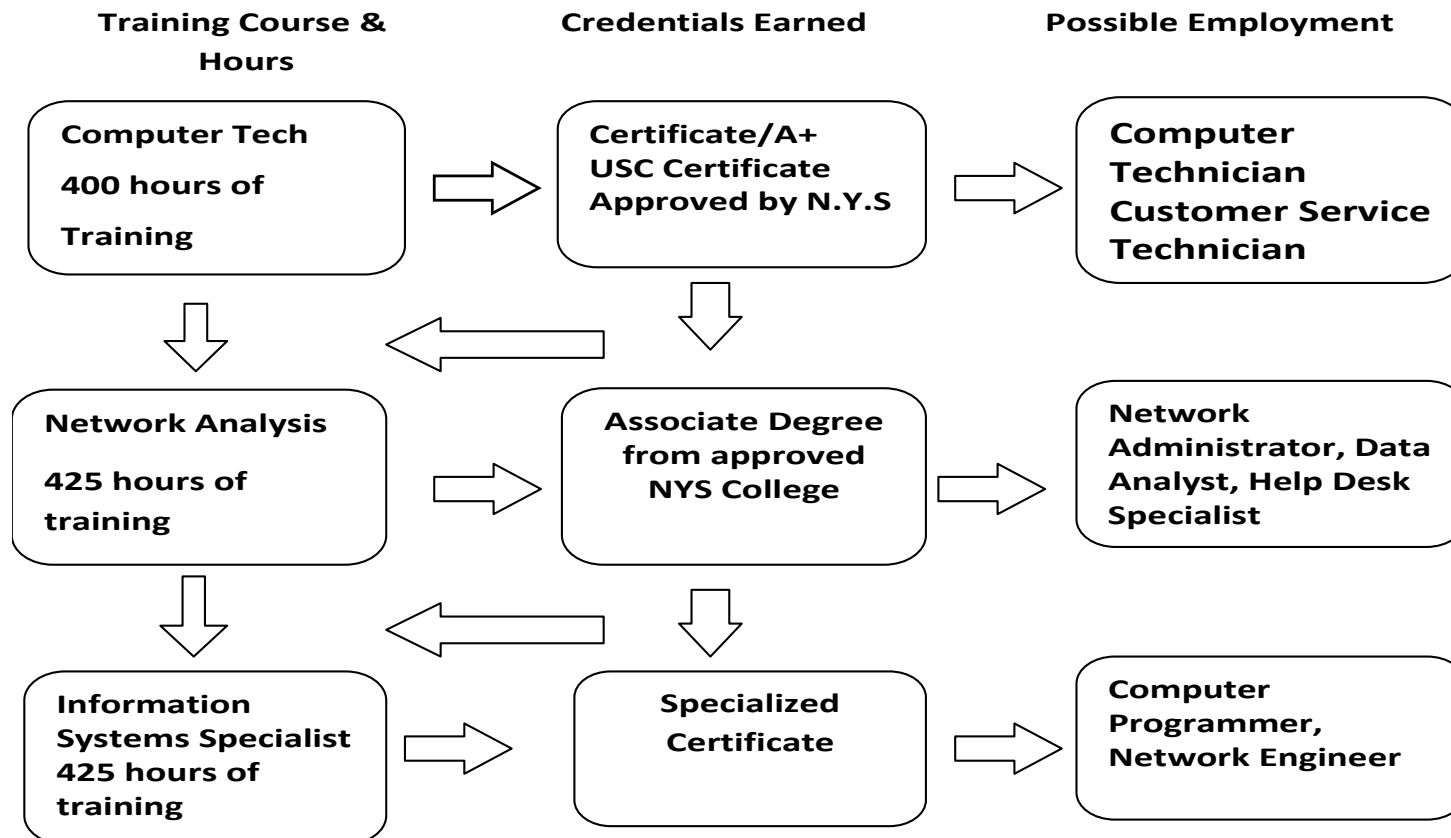 Training Course &
Hours
Credentials Earned
Possible Employment
Computer Tech
400 hours of
Training
Certificate/A+
USC Certificate
Approved by N.Y.S
Computer
Technician
Customer Service
Technician
Network Analysis
425 hours of
training
Associate Degree
from approved
NYS College
Network
Administrator, Data
Analyst, Help Desk
Specialist
Information
Systems Specialist
425 hours of
training
Specialized
Certificate
Computer
Programmer,
Network Engineer